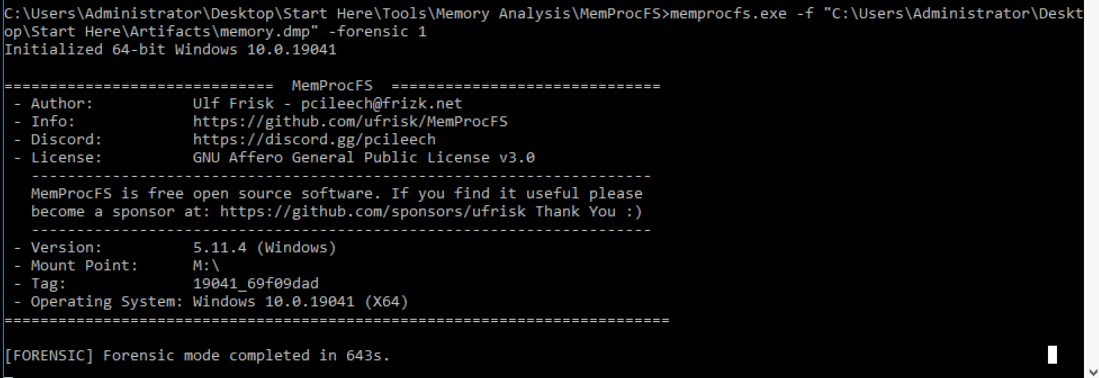 C:\Users\Administrator\Desktop\Start Here\Tools\Memory Analysis\MemProcFS>memprocfs.exe -f "C:\Users\Administrator\Deskt
op\Start Here\Artifacts\memory.dmp" -forensic 1
Initialized 64-bit Windows 10.0.19041
============================== MemProcFS ==============================
- Author: Ulf Frisk - pcileech@frizk.net
- Info: https://github.com/ufrisk/MemProcFS
- Discord: https://discord.gg/pcileech
- License: GNU Affero General Public License v3.0
---------------------------------------------------------------------
MemProcFS is free open source software. If you find it useful please
become a sponsor at: https://github.com/sponsors/ufrisk Thank You :)
---------------------------------------------------------------------
- Version: 5.11.4 (Windows)
- Mount Point: M:\
- Tag: 19041_69f09dad
- Operating System: Windows 10.0.19041 (X64)
==========================================================================
[FORENSIC] Forensic mode completed in 643s.